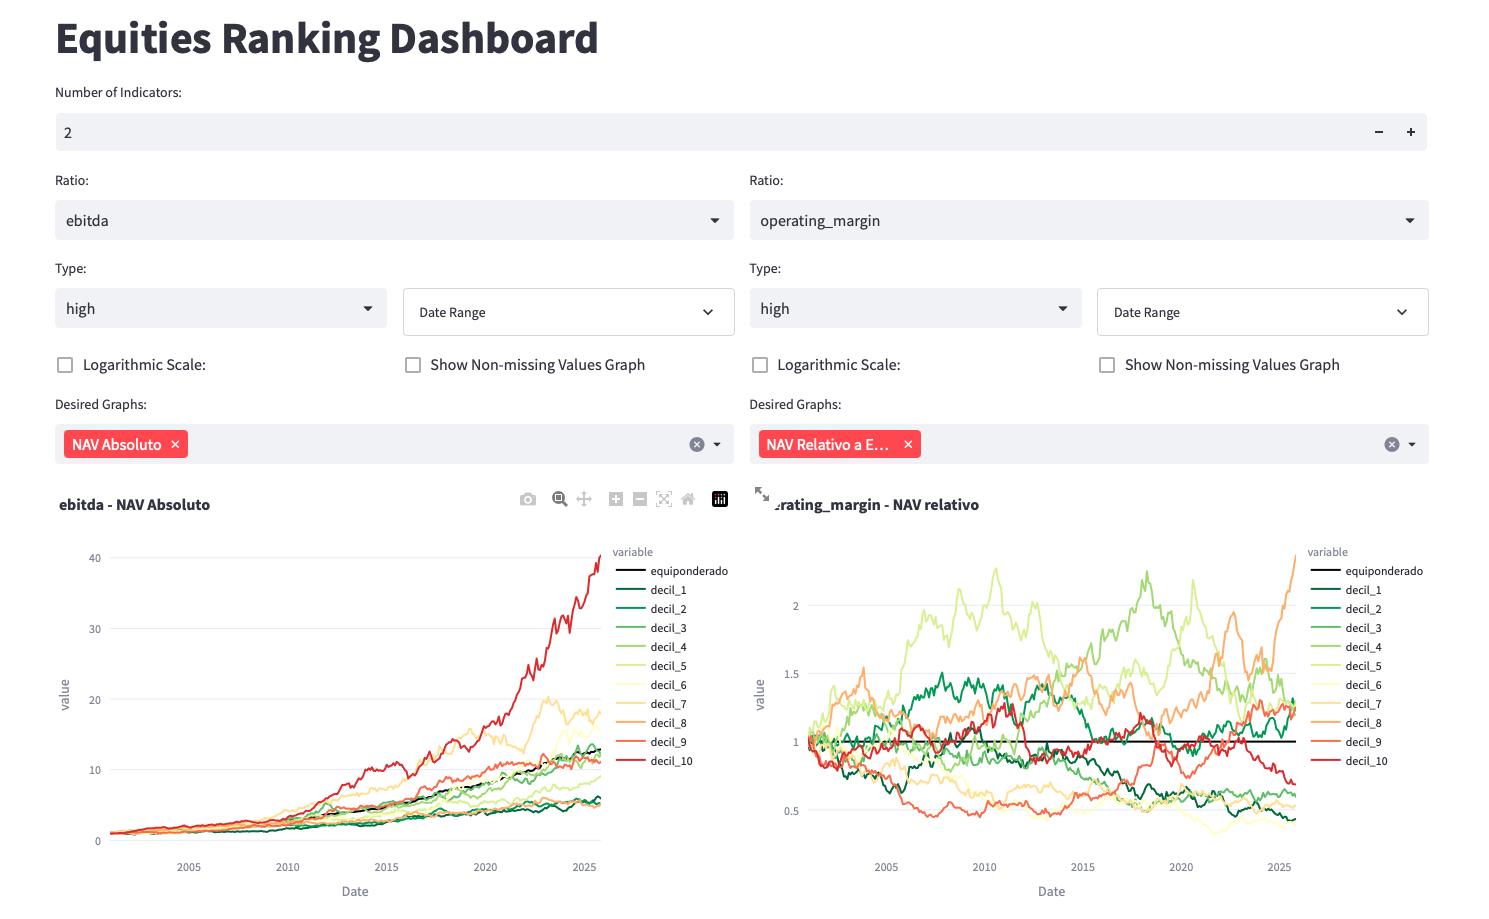 Equities Ranking Dashboard
Number of Indicators:
2
Ratio:
ebitda
Type:
high
Date Range
Logarithmic Scale:
Show Non-missing Values Graph
Desired Graphs:
NAV Absoluto
Ratio:
operating_margin
Type:
high
Date Range
Logarithmic Scale:
Show Non-missing Values Graph
Desired Graphs:
NAV Relativo a E...
ebitda - NAV Absoluto
variable
equiponderado
decil_1
decil_2
decil_3
decil_4
decil_5
decil_6
decil_7
decil_8
decil_9
decil_10
value
40
30
20
10
0
2005
2010
2015
2020
2025
Date
erating_margin - NAV relativo
variable
equiponderado
decil_1
decil_2
decil_3
decil_4
decil_5
decil_6
decil_7
decil_8
decil_9
decil_10
value
2
1.5
1
0.5
2005
2010
2015
2020
2025
Date